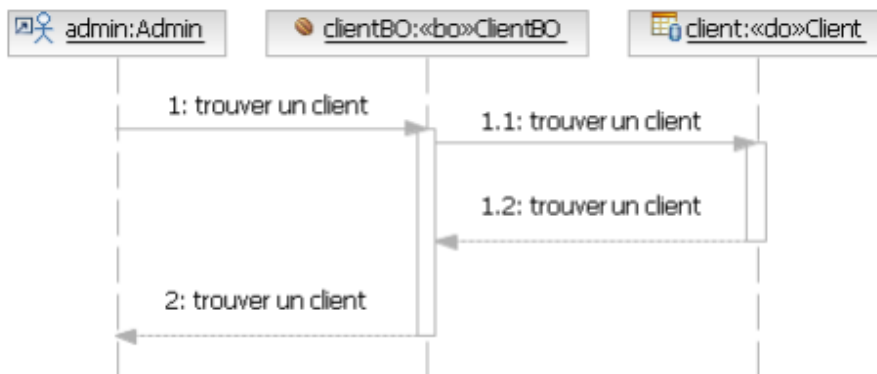 admin:Admin
clientBO:«bo»ClientBO
client:«do»Client
1: trouver un client
1.1: trouver un client
1.2: trouver un client
2: trouver un client